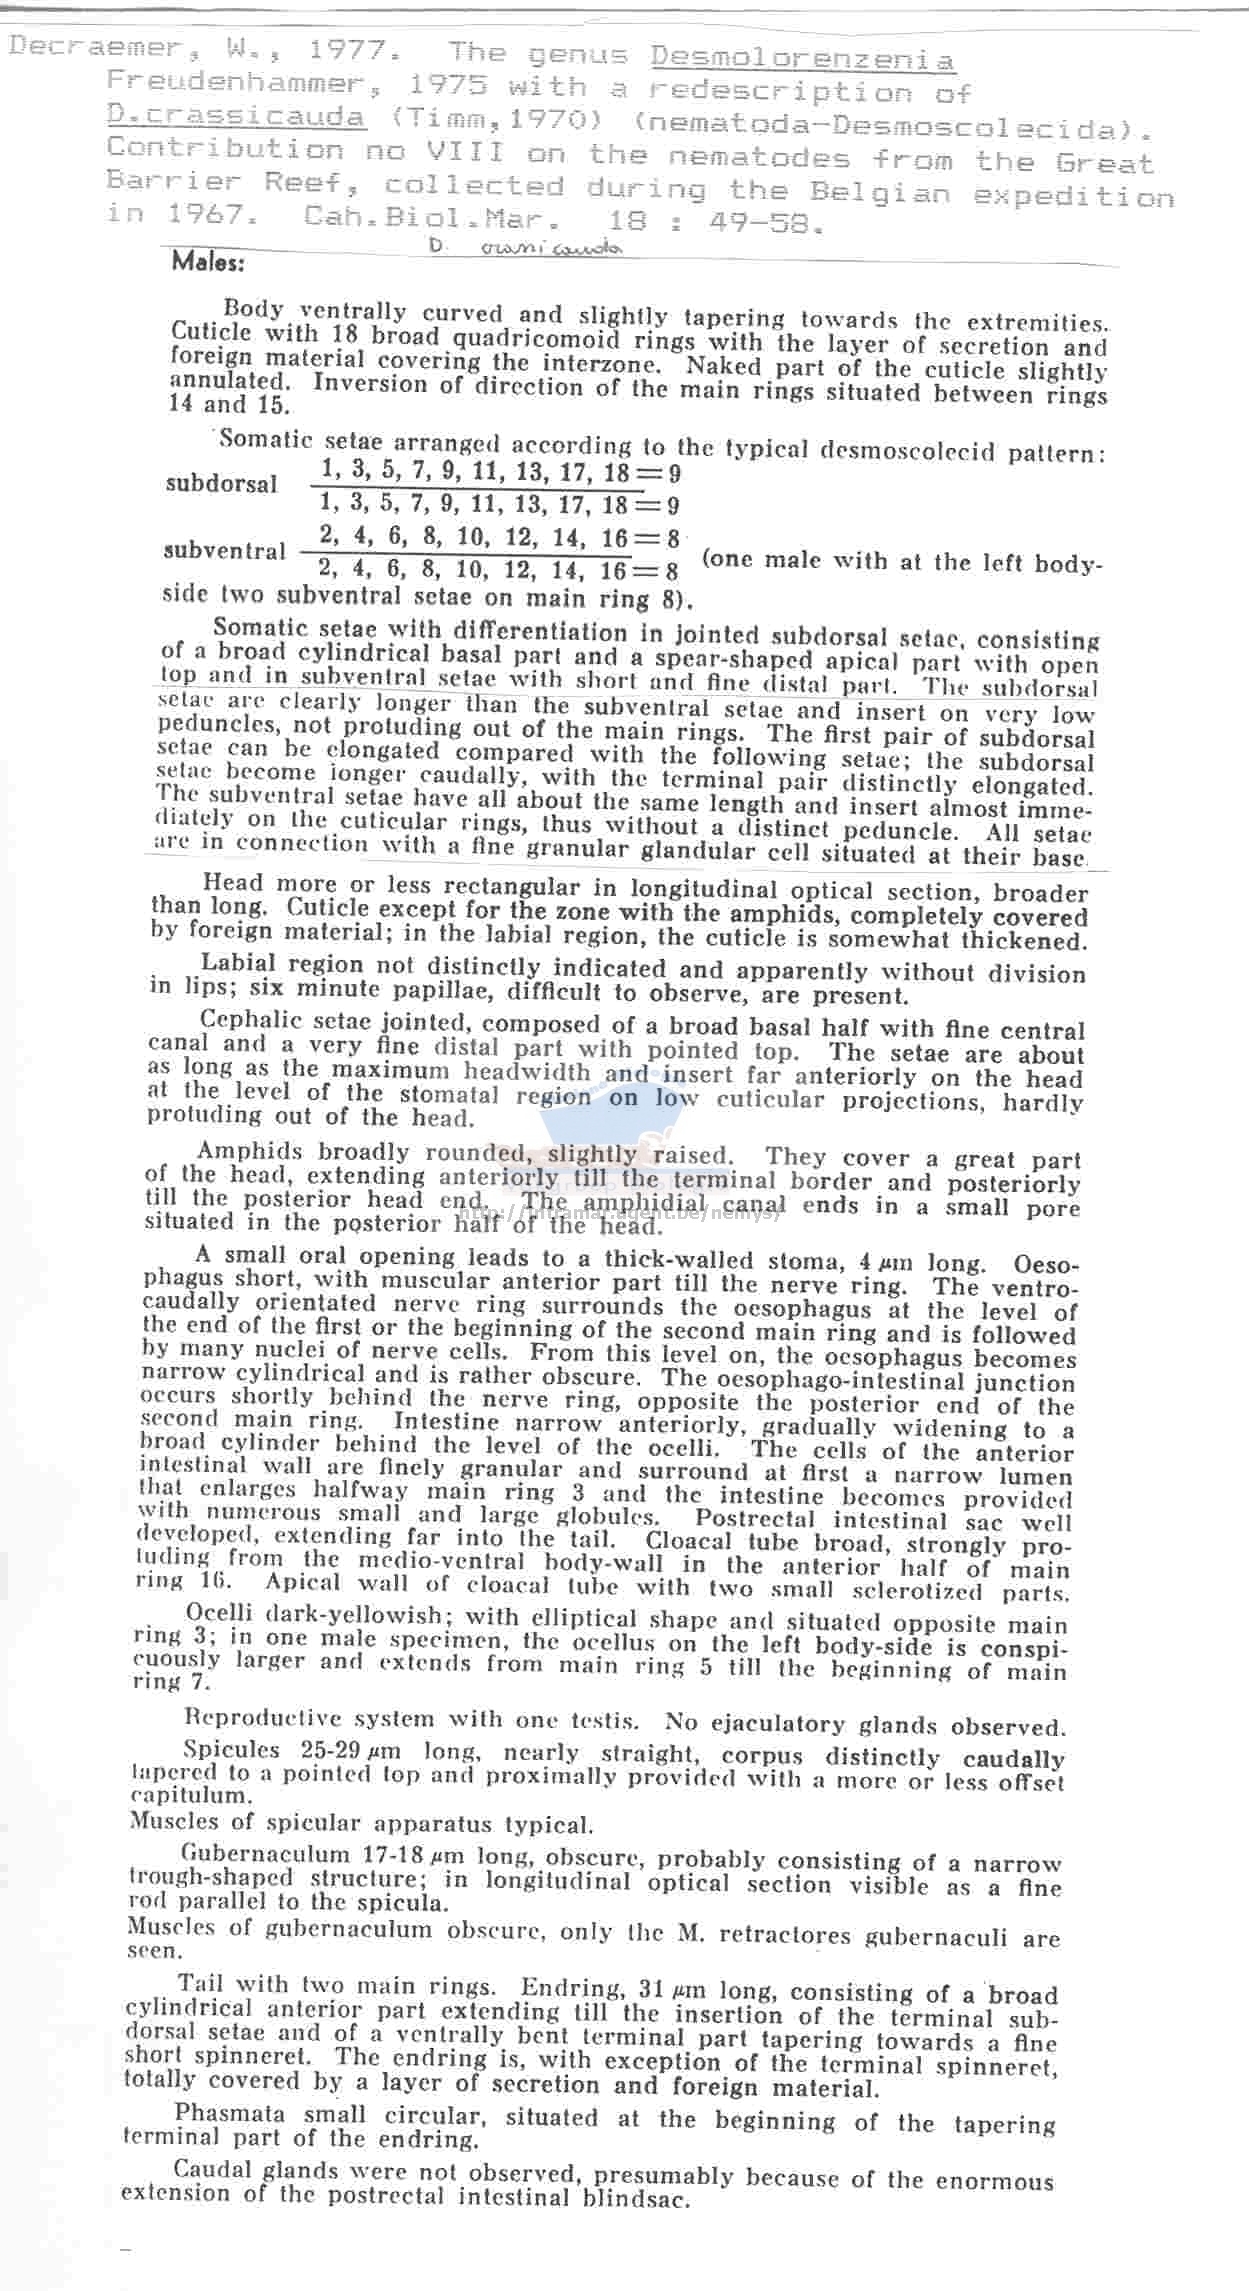 Decraemer, W., 1977. The genus Desmolorenzenia
Freudenhammer, 1975 with a redescription of
D.crassicauda (Timm,1970) (nematoda-Desmoscolecida).
Contribution no VIII on the nematodes from the Great
Barrier Reef, collected during the Belgian expedition
in 1967. Cah.Biol.Mar. 18 : 49-58.
D.
Males:
Body ventrally curved and slightly tapering towards the extremities.
Cuticle with 18 broad quadricomoid rings with the layer of secretion and
foreign material covering the interzone. Naked part of the cuticle slightly
annulated. Inversion of direction of the main rings situated between rings
14 and 15.
Somatic setae arranged according to the typical desmoscolecid pattern:
1, 3, 5, 7, 9, 11, 13, 17, 18 = 9
subdorsal
1, 3, 5, 7, 9, 11, 13, 17, 18 = 9
2, 4, 6, 8, 10, 12, 14, 16 = 8
subventral (one male with at the left body-
2, 4, 6, 8, 10, 12, 14, 16 = 8
side two subventral setae on main ring 8).
Somatic setae with differentiation in jointed subdorsal setae, consisting
of a broad cylindrical basal part and a spear-shaped apical part with open
top and in subventral setae with short and fine distal part. The subdorsal
setae are clearly longer than the subventral setae and insert on very low
peduncles, not protuding out of the main rings. The first pair of subdorsal
setae can be elongated compared with the following setae; the subdorsal
setae become longer caudally, with the terminal pair distinctly elongated.
The subventral setae have all about the same length and insert almost imme-
diately on the cuticular rings, thus without a distinct peduncle. All setae
are in connection with a fine granular glandular cell situated at their base.
Head more or less rectangular in longitudinal optical section, broader
than long. Cuticle except for the zone with the amphids, completely covered
by foreign material; in the labial region, the cuticle is somewhat thickened.
Labial region not distinctly indicated and apparently without division
in lips; six minute papillae, difficult to observe, are present.
Cephalic setae jointed, composed of a broad basal half with fine central
canal and a very fine distal part with pointed top. The setae are about
as long as the maximum headwidth and insert far anteriorly on the head
at the level of the stomatal region on low cuticular projections, hardly
protuding out of the head.
Amphids broadly rounded, slightly raised. They cover a great part
of the head, extending anteriorly till the terminal border and posteriorly
till the posterior head end. The amphidial canal ends in a small pore
http://intramar.ugent.be/nemys/
situated in the posterior half of the head.
A small oral opening leads to a thick-walled stoma, 4 µm long. Oeso-
phagus short, with muscular anterior part till the nerve ring. The ventro-
caudally orientated nerve ring surrounds the oesophagus at the level of
the end of the first or the beginning of the second main ring and is followed
by many nuclei of nerve cells. From this level on, the oesophagus becomes
narrow cylindrical and is rather obscure. The oesophago-intestinal junction
occurs shortly behind the nerve ring, opposite the posterior end of the
second main ring. Intestine narrow anteriorly, gradually widening to a
broad cylinder behind the level of the ocelli. The cells of the anterior
intestinal wall are finely granular and surround at first a narrow lumen
that enlarges halfway main ring 3 and the intestine becomes provided
with numerous small and large globules. Postrectal intestinal sac well
developed, extending far into the tail. Cloacal tube broad, strongly pro-
tuding from the medio-ventral body-wall in the anterior half of main
ring 16. Apical wall of cloacal tube with two small sclerotized parts.
Ocelli dark-yellowish; with elliptical shape and situated opposite main
ring 3; in one male specimen, the ocellus on the left body-side is conspi-
cuously larger and extends from main ring 5 till the beginning of main
ring 7.
Reproductive system with one testis. No ejaculatory glands observed.
Spicules 25-29 µm long, nearly straight, corpus distinctly caudally
tapered to a pointed top and proximally provided with a more or less offset
capitulum.
Muscles of spicular apparatus typical.
Gubernaculum 17-18 µm long, obscure, probably consisting of a narrow
trough-shaped structure; in longitudinal optical section visible as a fine
rod parallel to the spicula.
Muscles of gubernaculum obscure, only the M. retractores gubernaculi are
seen.
Tail with two main rings. Endring, 31 µm long, consisting of a broad
cylindrical anterior part extending till the insertion of the terminal sub-
dorsal setae and of a ventrally bent terminal part tapering towards a fine
short spinneret. The endring is, with exception of the terminal spinneret,
totally covered by a layer of secretion and foreign material.
Phasmata small circular, situated at the beginning of the tapering
terminal part of the endring.
Caudal glands were not observed, presumably because of the enormous
extension of the postrectal intestinal blindsac.